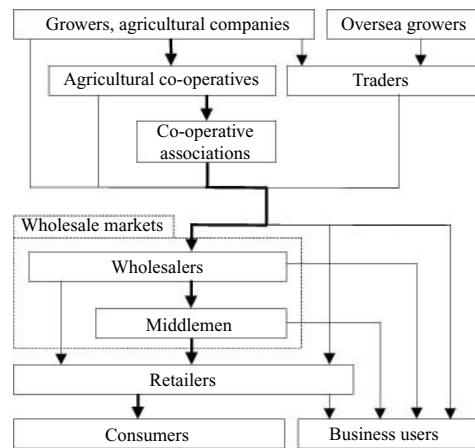 Growers, agricultural companies
Oversea growers
Agricultural co-operatives
Traders
Co-operative
associations
Wholesale markets
Wholesalers
Middlemen
Retailers
Consumers
Business users